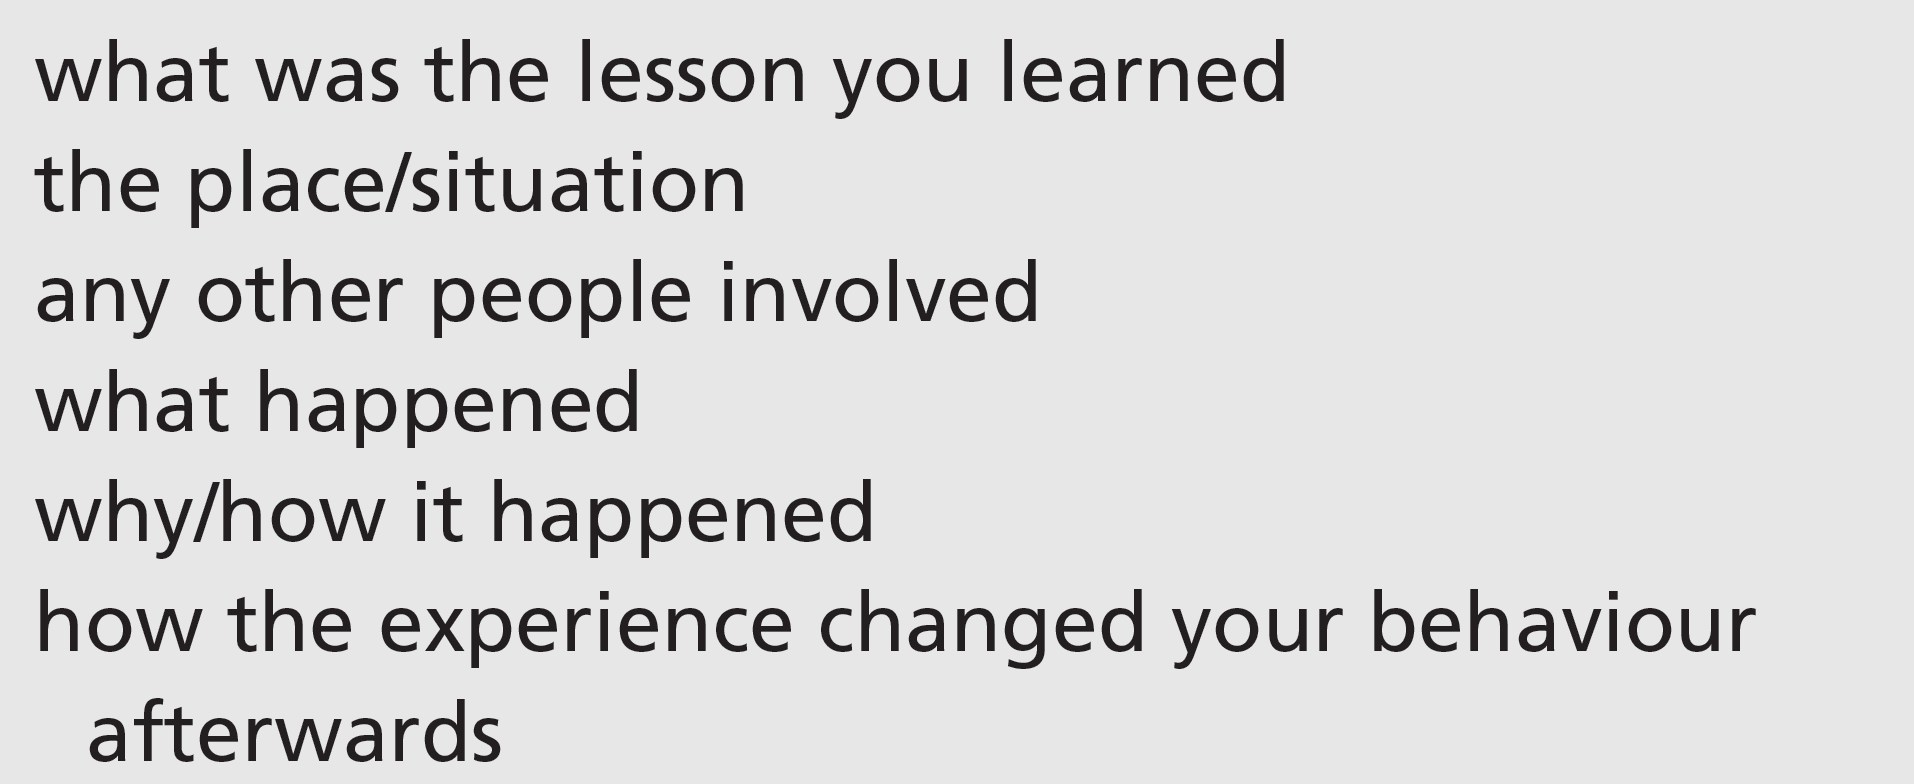 what was the lesson you learned
the place/situation
any other people involved
what happened
why/how it happened
how the experience changed your behaviour
afterwards